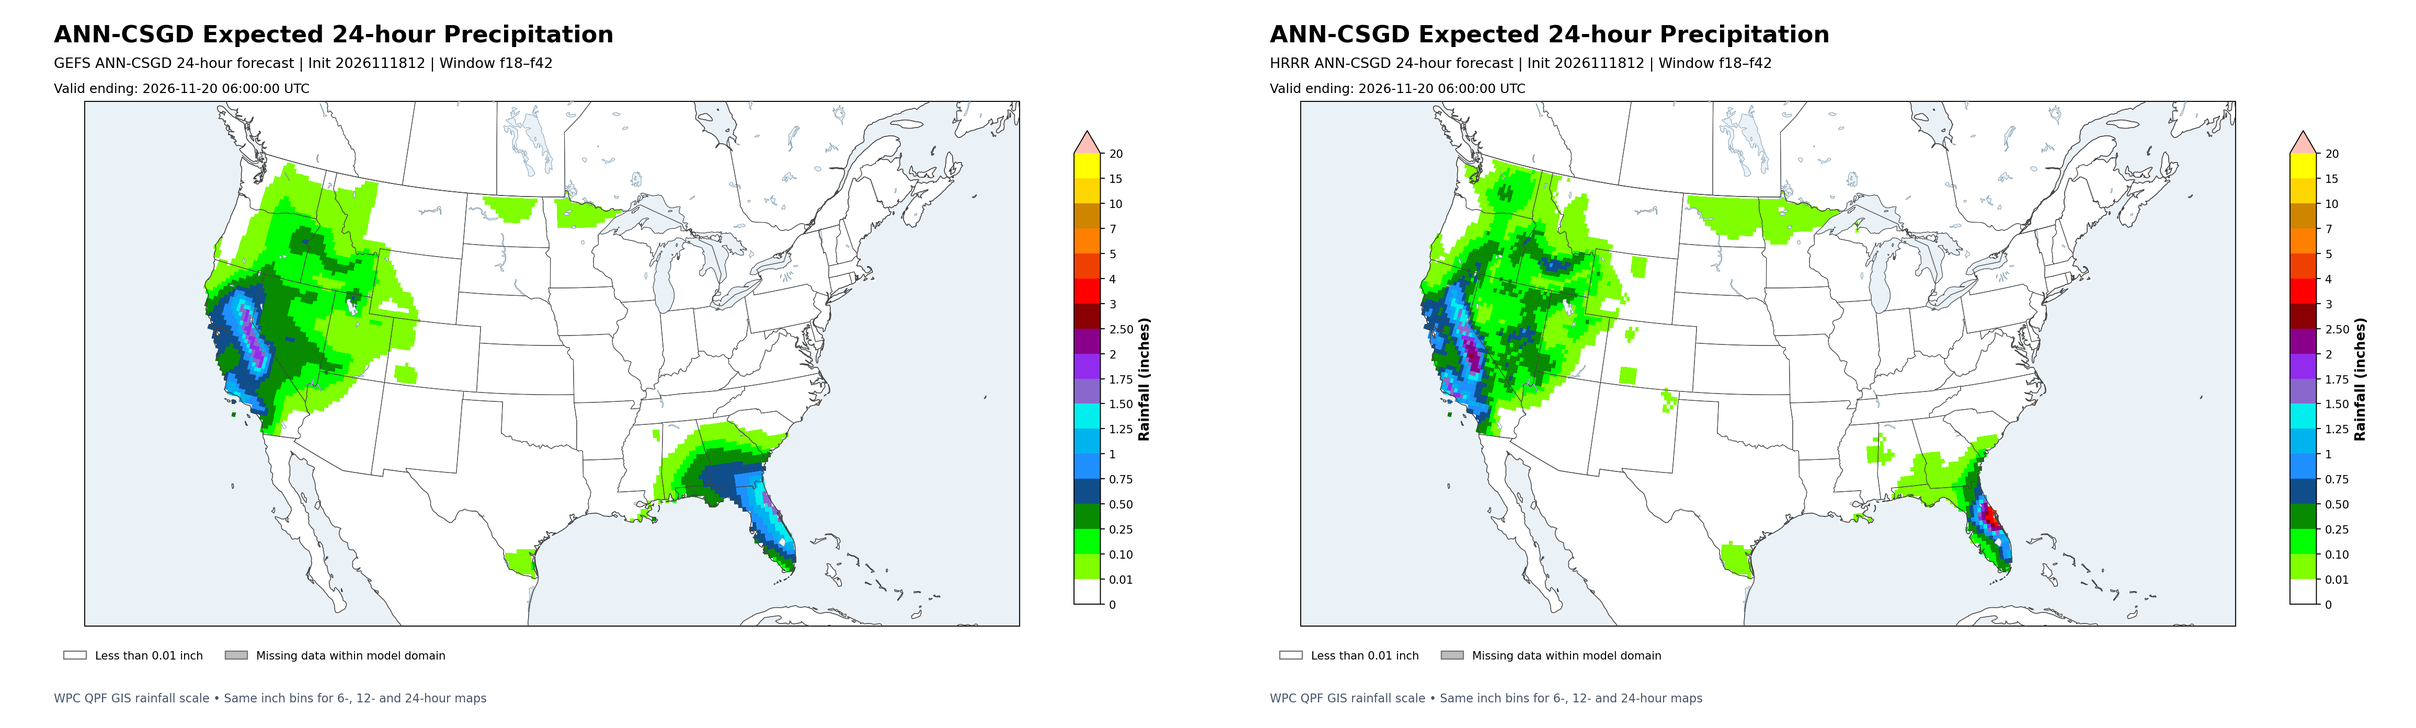 ANN-CSGD Expected 24-hour Precipitation
GEFS ANN-CSGD 24-hour forecast | Init 2026111812 | Window f18–f42
Valid ending: 2026-11-20 06:00:00 UTC
20
15
10
7
5
4
3
2.50
2
1.75
1.50
1.25
1
0.75
0.50
0.25
0.10
0.01
0
Rainfall (inches)
Less than 0.01 inch
Missing data within model domain
WPC QPF GIS rainfall scale • Same inch bins for 6-, 12- and 24-hour maps
ANN-CSGD Expected 24-hour Precipitation
HRRR ANN-CSGD 24-hour forecast | Init 2026111812 | Window f18–f42
Valid ending: 2026-11-20 06:00:00 UTC
20
15
10
7
5
4
3
2.50
2
1.75
1.50
1.25
1
0.75
0.50
0.25
0.10
0.01
0
Rainfall (inches)
Less than 0.01 inch
Missing data within model domain
WPC QPF GIS rainfall scale • Same inch bins for 6-, 12- and 24-hour maps